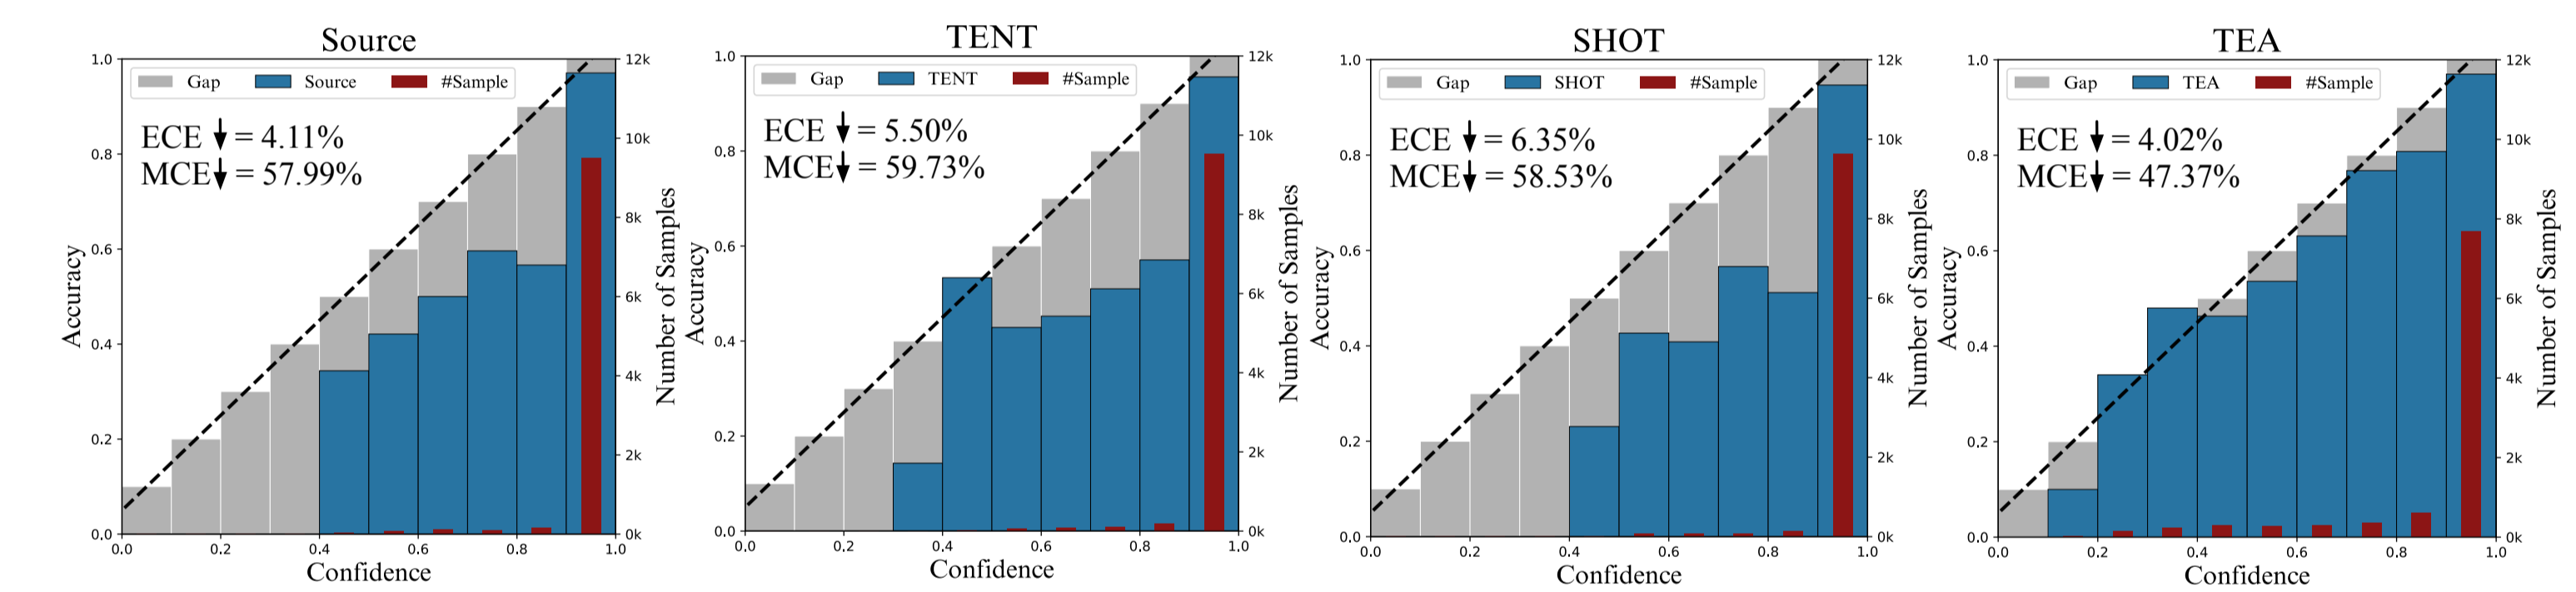 Source
Gap Source #Sample
ECE ↓ = 4.11%
MCE↓ = 57.99%
Accuracy
1.0
0.8
0.6
0.4
0.2
0.0
0.0 0.2 0.4 0.6 0.8 1.0
Confidence
12k
10k
8k
6k
4k
2k
0k
Number of Samples
TENT
Gap TENT #Sample
ECE ↓ = 5.50%
MCE↓ = 59.73%
Accuracy
1.0
0.8
0.6
0.4
0.2
0.0
0.0 0.2 0.4 0.6 0.8 1.0
Confidence
12k
10k
8k
6k
4k
2k
0k
Number of Samples
SHOT
Gap SHOT #Sample
ECE ↓ = 6.35%
MCE↓ = 58.53%
Accuracy
1.0
0.8
0.6
0.4
0.2
0.0
0.0 0.2 0.4 0.6 0.8 1.0
Confidence
12k
10k
8k
6k
4k
2k
0k
Number of Samples
TEA
Gap TEA #Sample
ECE ↓ = 4.02%
MCE↓ = 47.37%
Accuracy
1.0
0.8
0.6
0.4
0.2
0.0
0.0 0.2 0.4 0.6 0.8 1.0
Confidence
12k
10k
8k
6k
4k
2k
0k
Number of Samples